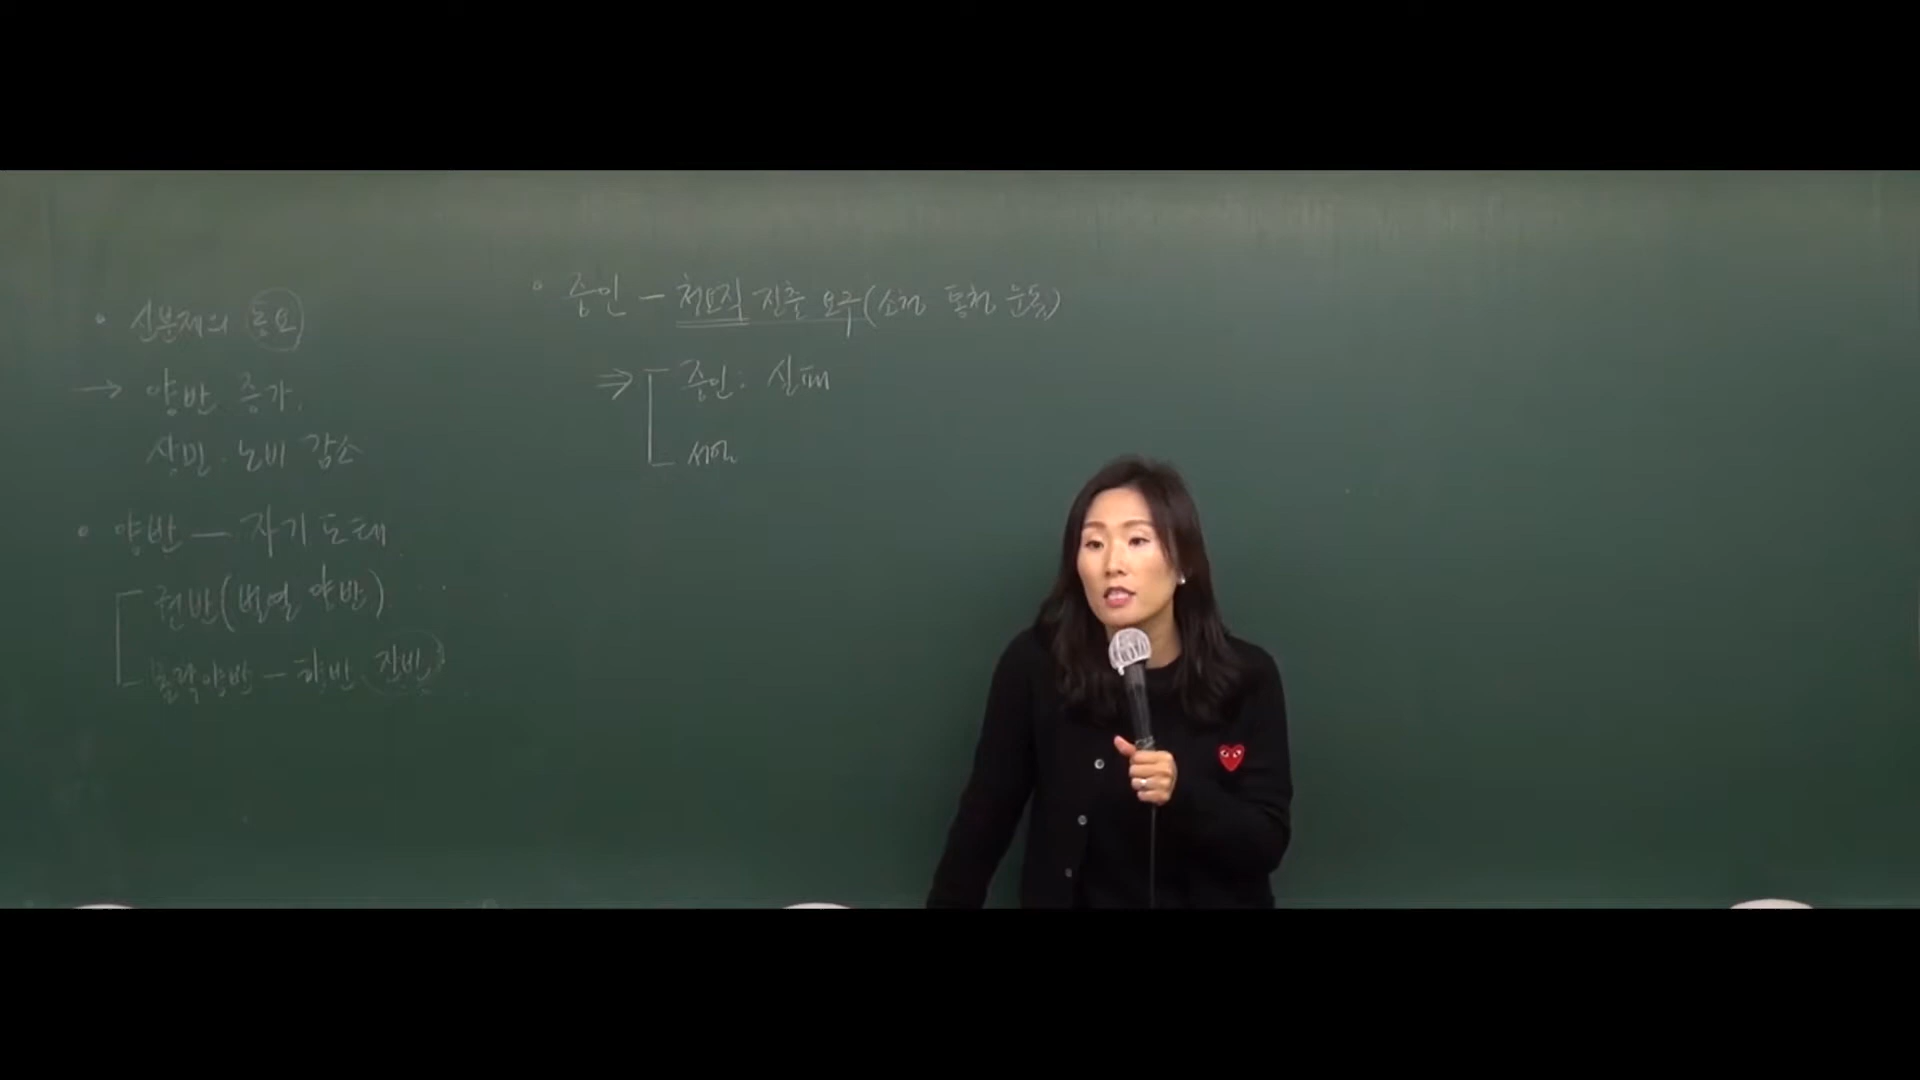 • 신분제의 동요
→ 양반 증가,
상민·노비 감소
• 양반 — 자기 도태
권반(벌열 양반)
몰락양반 — 향반, 잔반
• 중인 — 청요직 진출 요구(소청 통청 운동)
⇒ 중인: 실패
서얼